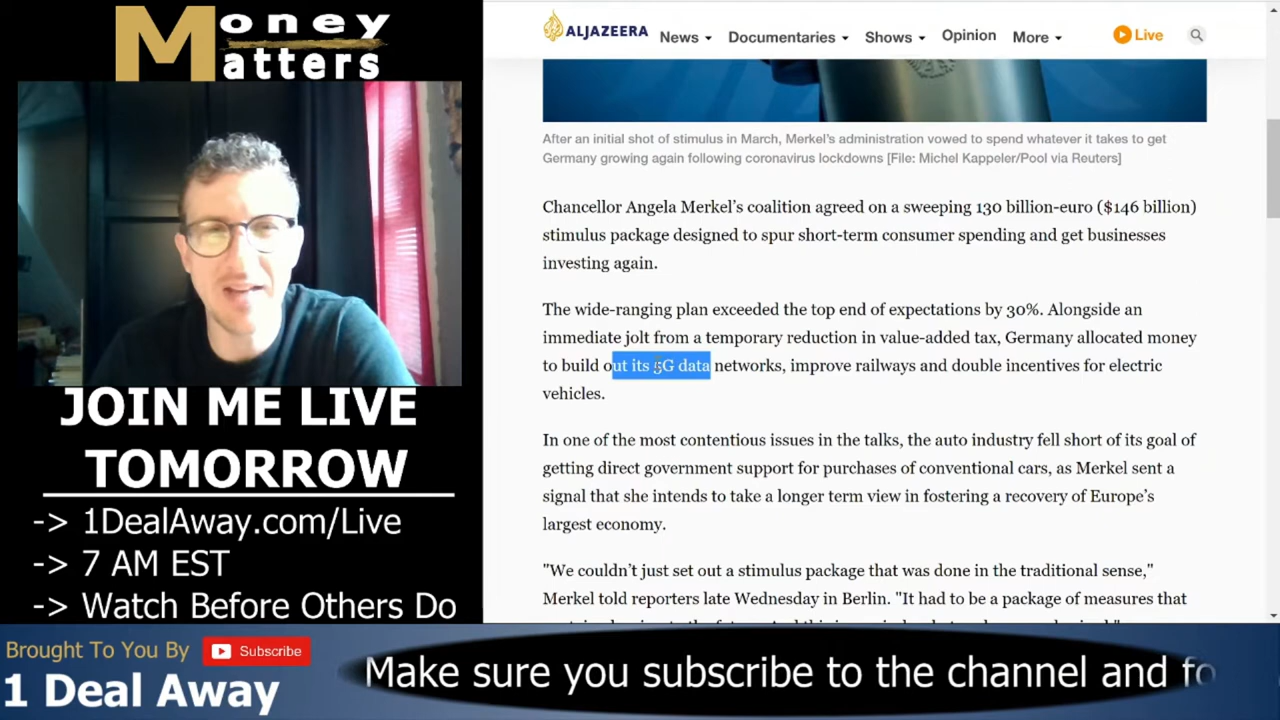 Money
Matters
JOIN ME LIVE
TOMORROW
-> 1DealAway.com/Live
-> 7 AM EST
-> Watch Before Others Do
ALJAZEERA
News
Documentaries
Shows
Opinion
More
Live
After an initial shot of stimulus in March, Merkel's administration vowed to spend whatever it takes to get
Germany growing again following coronavirus lockdowns [File: Michel Kappeler/Pool via Reuters]
Chancellor Angela Merkel's coalition agreed on a sweeping 130 billion-euro ($146 billion)
stimulus package designed to spur short-term consumer spending and get businesses
investing again.
The wide-ranging plan exceeded the top end of expectations by 30%. Alongside an
immediate jolt from a temporary reduction in value-added tax, Germany allocated money
to build out its 5G data networks, improve railways and double incentives for electric
vehicles.
In one of the most contentious issues in the talks, the auto industry fell short of its goal of
getting direct government support for purchases of conventional cars, as Merkel sent a
signal that she intends to take a longer term view in fostering a recovery of Europe's
largest economy.
"We couldn't just set out a stimulus package that was done in the traditional sense,"
Merkel told reporters late Wednesday in Berlin. "It had to be a package of measures that
Brought To You By
Subscribe
1 Deal Away
Make sure you subscribe to the channel and fo